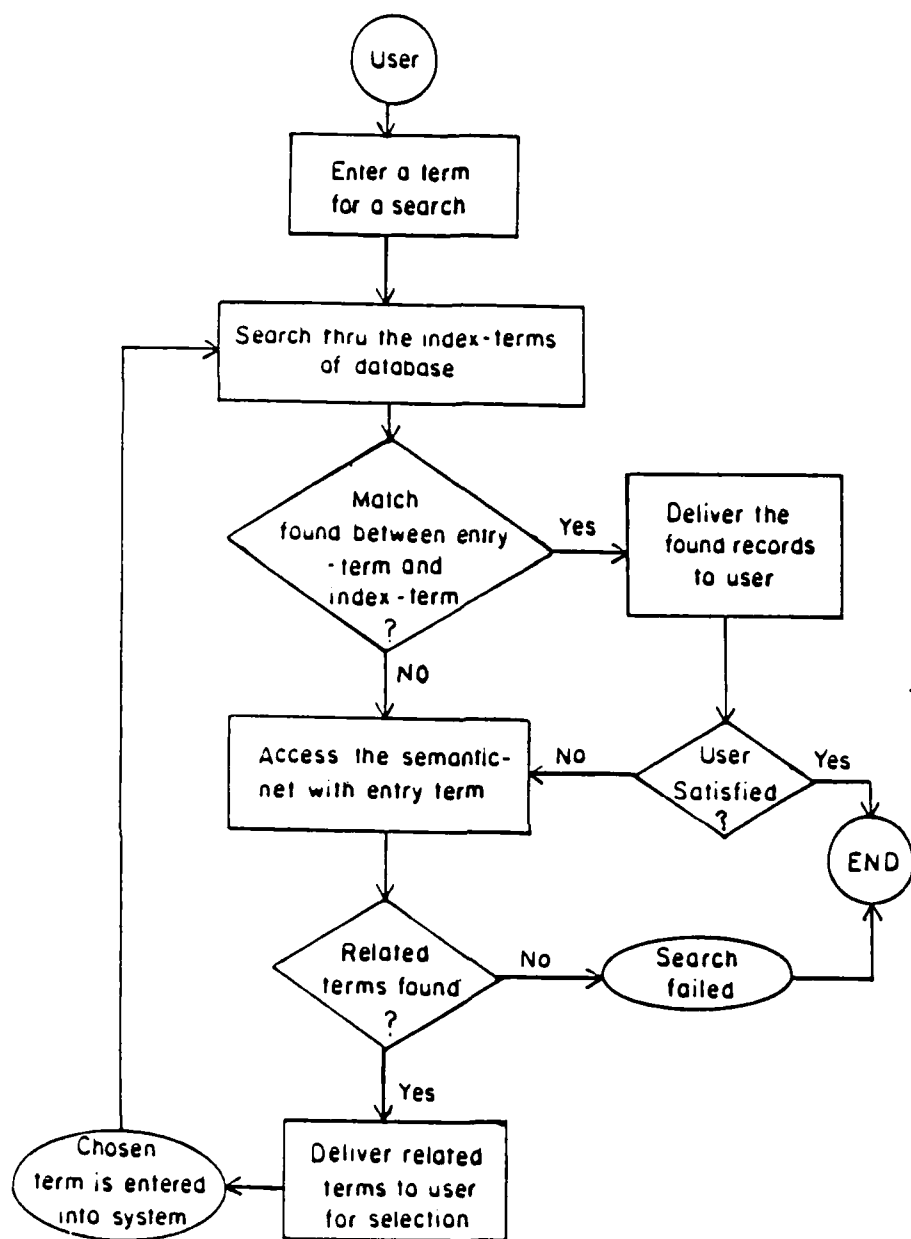 User
Enter a term
for a search
Search thru the index-terms
of database
Match
found between entry
-term and
index-term
?
Yes
Deliver the
found records
to user
NO
Access the semantic-
net with entry term
No
User
Satisfied
?
Yes
END
Related
terms found
?
No
Search
failed
Yes
Deliver related
terms to user
for selection
Chosen
term is entered
into system